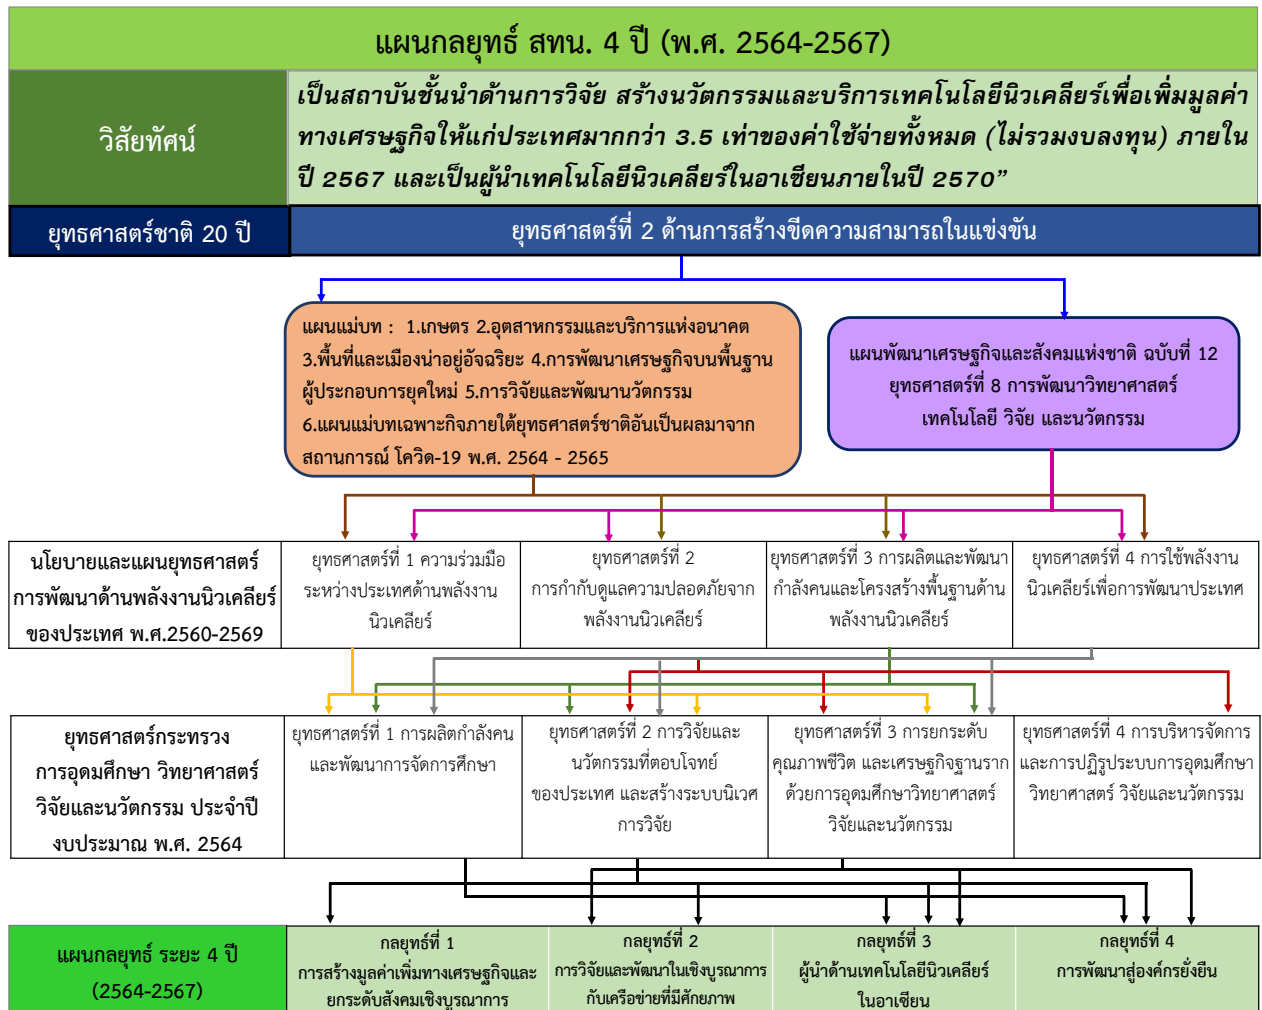 แผนกลยุทธ์ สทน. 4 ปี (พ.ศ. 2564-2567)
วิสัยทัศน์
เป็นสถาบันชั้นนำด้านการวิจัย สร้างนวัตกรรมและบริการเทคโนโลยีนิวเคลียร์เพื่อเพิ่มมูลค่า
ทางเศรษฐกิจให้แก่ประเทศมากกว่า 3.5 เท่าของค่าใช้จ่ายทั้งหมด (ไม่รวมงบลงทุน) ภายใน
ปี 2567 และเป็นผู้นำเทคโนโลยีนิวเคลียร์ในอาเซียนภายในปี 2570”
ยุทธศาสตร์ชาติ 20 ปี
ยุทธศาสตร์ที่ 2 ด้านการสร้างขีดความสามารถในแข่งขัน
แผนแม่บท : 1.เกษตร 2.อุตสาหกรรมและบริการแห่งอนาคต
3.พื้นที่และเมืองน่าอยู่อัจฉริยะ 4.การพัฒนาเศรษฐกิจบนพื้นฐาน
ผู้ประกอบการยุคใหม่ 5.การวิจัยและพัฒนานวัตกรรม
6.แผนแม่บทเฉพาะกิจภายใต้ยุทธศาสตร์ชาติอันเป็นผลมาจาก
สถานการณ์ โควิด-19 พ.ศ. 2564 - 2565
แผนพัฒนาเศรษฐกิจและสังคมแห่งชาติ ฉบับที่ 12
ยุทธศาสตร์ที่ 8 การพัฒนาวิทยาศาสตร์
เทคโนโลยี วิจัย และนวัตกรรม
นโยบายและแผนยุทธศาสตร์
การพัฒนาด้านพลังงานนิวเคลียร์
ของประเทศ พ.ศ.2560-2569
ยุทธศาสตร์ที่ 1 ความร่วมมือ
ระหว่างประเทศด้านพลังงาน
นิวเคลียร์
ยุทธศาสตร์ที่ 2
การกำกับดูแลความปลอดภัยจาก
พลังงานนิวเคลียร์
ยุทธศาสตร์ที่ 3 การผลิตและพัฒนา
กำลังคนและโครงสร้างพื้นฐานด้าน
พลังงานนิวเคลียร์
ยุทธศาสตร์ที่ 4 การใช้พลังงาน
นิวเคลียร์เพื่อการพัฒนาประเทศ
ยุทธศาสตร์กระทรวง
การอุดมศึกษา วิทยาศาสตร์
วิจัยและนวัตกรรม ประจำปี
งบประมาณ พ.ศ. 2564
ยุทธศาสตร์ที่ 1 การผลิตกำลังคน
และพัฒนาการจัดการศึกษา
ยุทธศาสตร์ที่ 2 การวิจัยและ
นวัตกรรมที่ตอบโจทย์
ของประเทศ และสร้างระบบนิเวศ
การวิจัย
ยุทธศาสตร์ที่ 3 การยกระดับ
คุณภาพชีวิต และเศรษฐกิจฐานราก
ด้วยการอุดมศึกษาวิทยาศาสตร์
วิจัยและนวัตกรรม
ยุทธศาสตร์ที่ 4 การบริหารจัดการ
และการปฏิรูประบบการอุดมศึกษา
วิทยาศาสตร์ วิจัยและนวัตกรรม
แผนกลยุทธ์ ระยะ 4 ปี
(2564-2567)
กลยุทธ์ที่ 1
การสร้างมูลค่าเพิ่มทางเศรษฐกิจและ
ยกระดับสังคมเชิงบูรณาการ
กลยุทธ์ที่ 2
การวิจัยและพัฒนาในเชิงบูรณาการ
กับเครือข่ายที่มีศักยภาพ
กลยุทธ์ที่ 3
ผู้นำด้านเทคโนโลยีนิวเคลียร์
ในอาเซียน
กลยุทธ์ที่ 4
การพัฒนาสู่องค์กรยั่งยืน